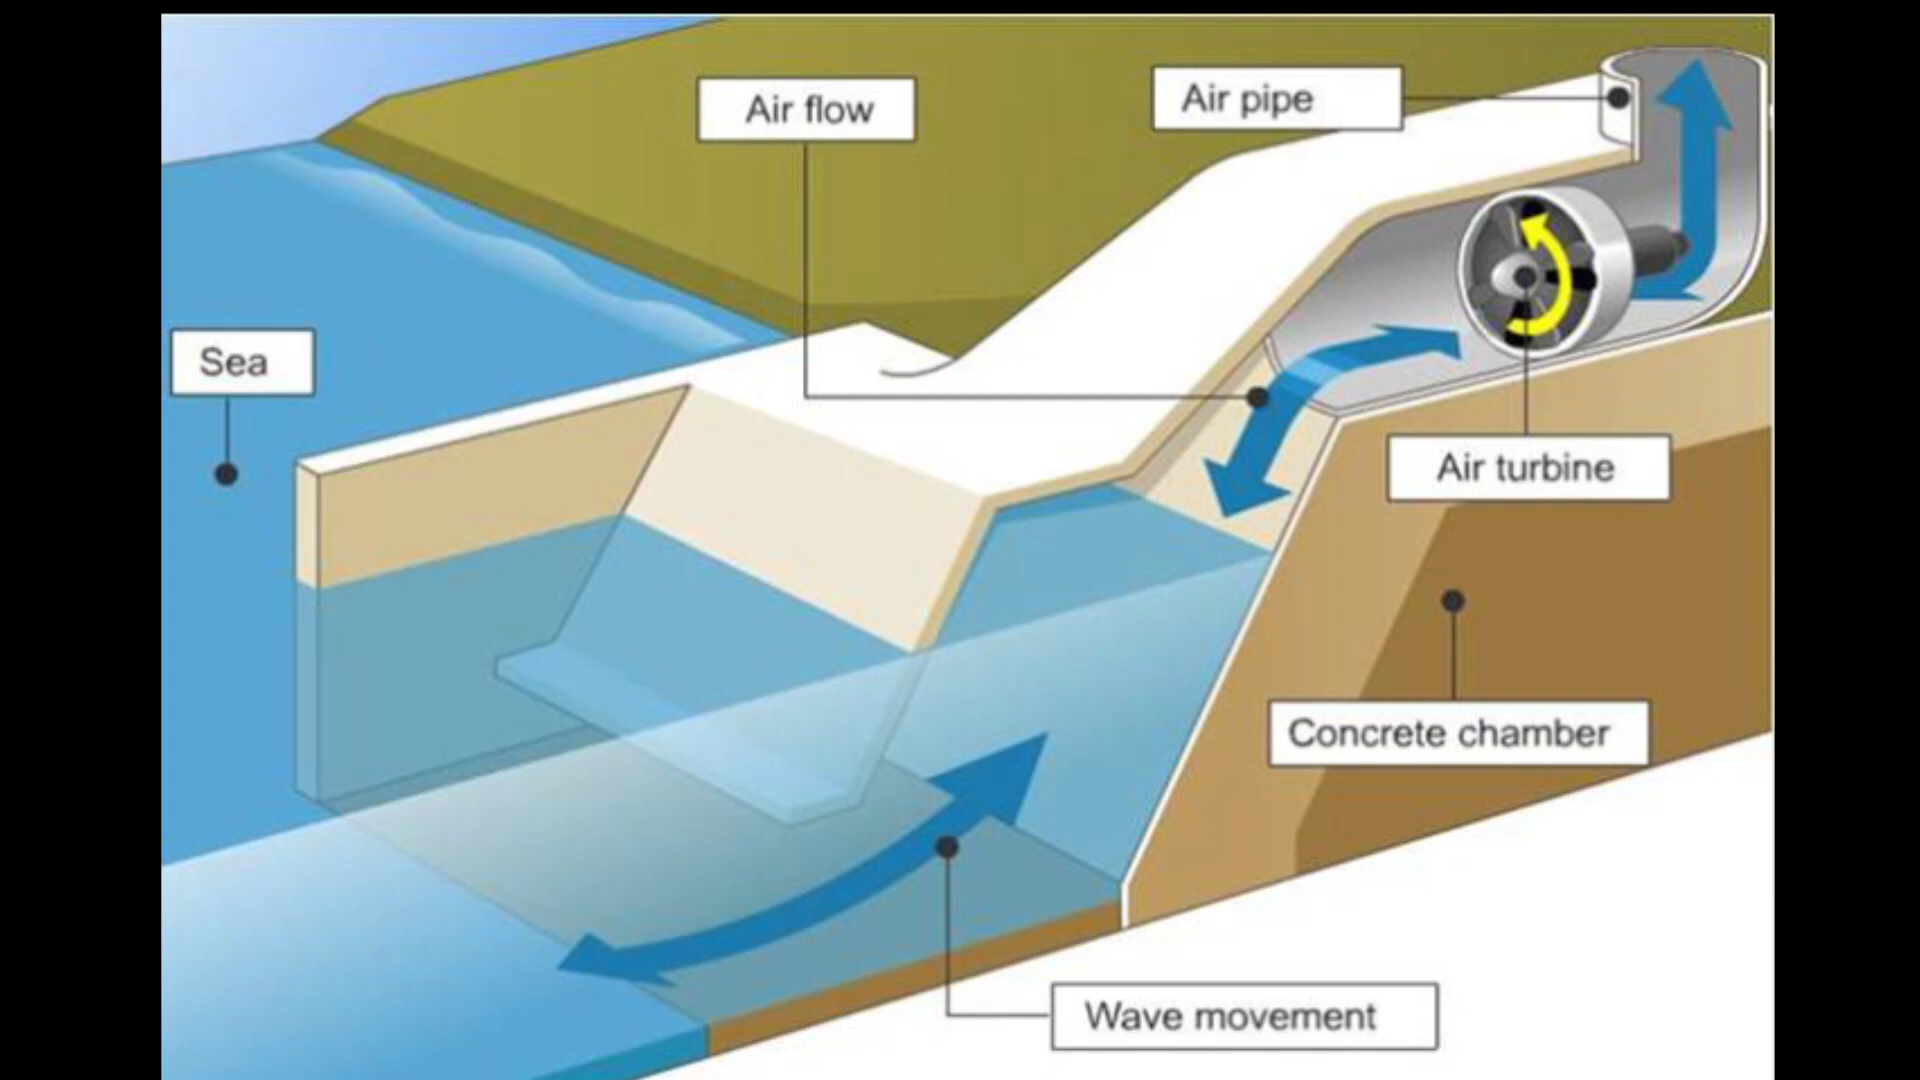 Air flow
Air pipe
Sea
Air turbine
Concrete chamber
Wave movement